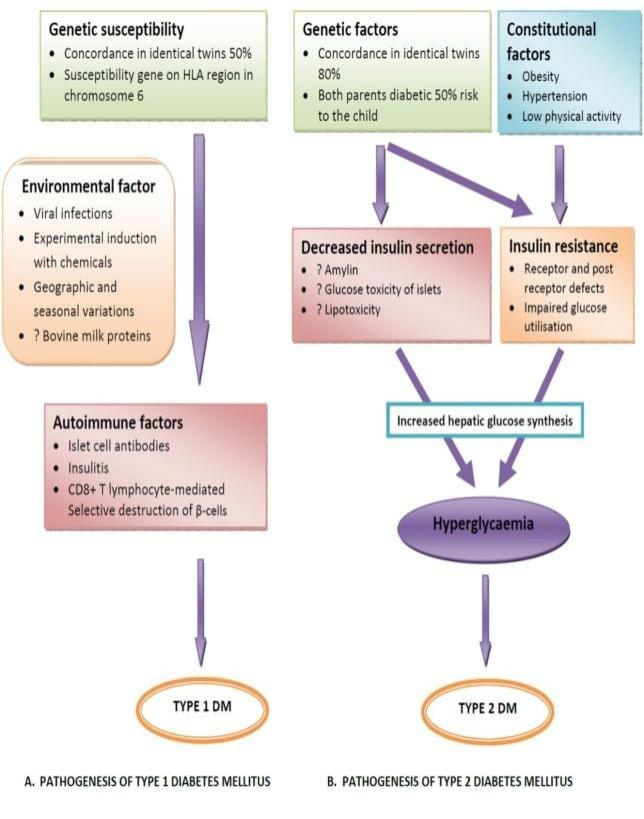 Genetic susceptibility
• Concordance in identical twins 50%
• Susceptibility gene on HLA region in
chromosome 6
Environmental factor
• Viral infections
• Experimental induction
with chemicals
• Geographic and
seasonal variations
• ? Bovine milk proteins
Autoimmune factors
• Islet cell antibodies
• Insulitis
• CD8+ T lymphocyte-mediated
Selective destruction of β-cells
TYPE 1 DM
A. PATHOGENESIS OF TYPE 1 DIABETES MELLITUS
Genetic factors
• Concordance in identical twins
80%
• Both parents diabetic 50% risk
to the child
Constitutional
factors
• Obesity
• Hypertension
• Low physical activity
Decreased insulin secretion
• ? Amylin
• ? Glucose toxicity of islets
• ? Lipotoxicity
Insulin resistance
• Receptor and post
receptor defects
• Impaired glucose
utilisation
Increased hepatic glucose synthesis
Hyperglycaemia
TYPE 2 DM
B. PATHOGENESIS OF TYPE 2 DIABETES MELLITUS